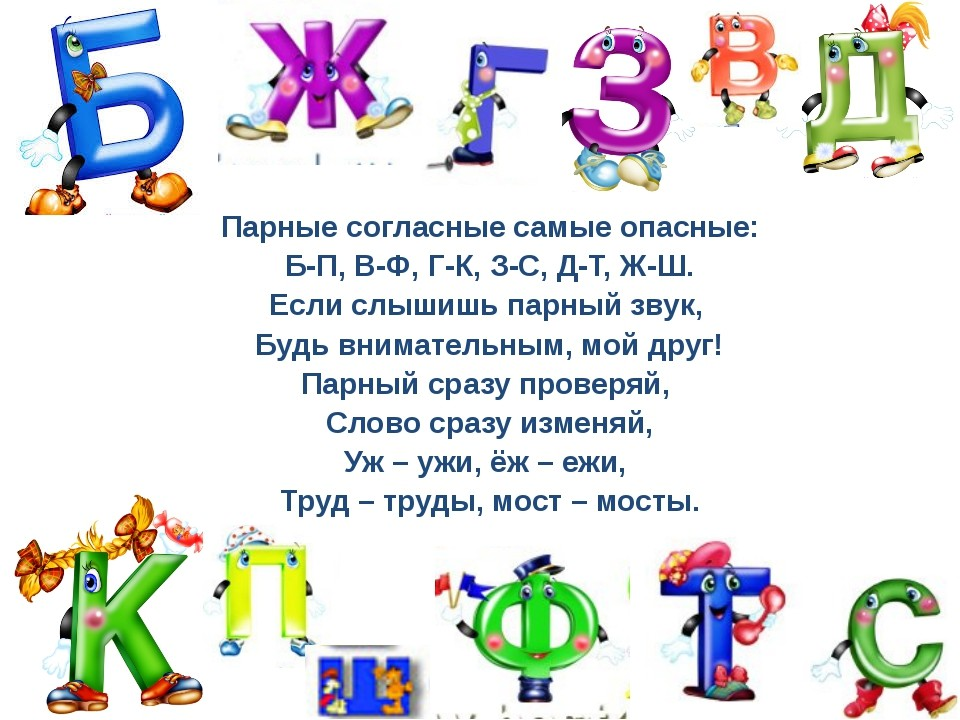 Б Ж Г З В Д
Парные согласные самые опасные:
Б-П, В-Ф, Г-К, З-С, Д-Т, Ж-Ш.
Если слышишь парный звук,
Будь внимательным, мой друг!
Парный сразу проверяй,
Слово сразу изменяй,
Уж – ужи, ёж – ежи,
Труд – труды, мост – мосты.
К П Ш Ф Т С